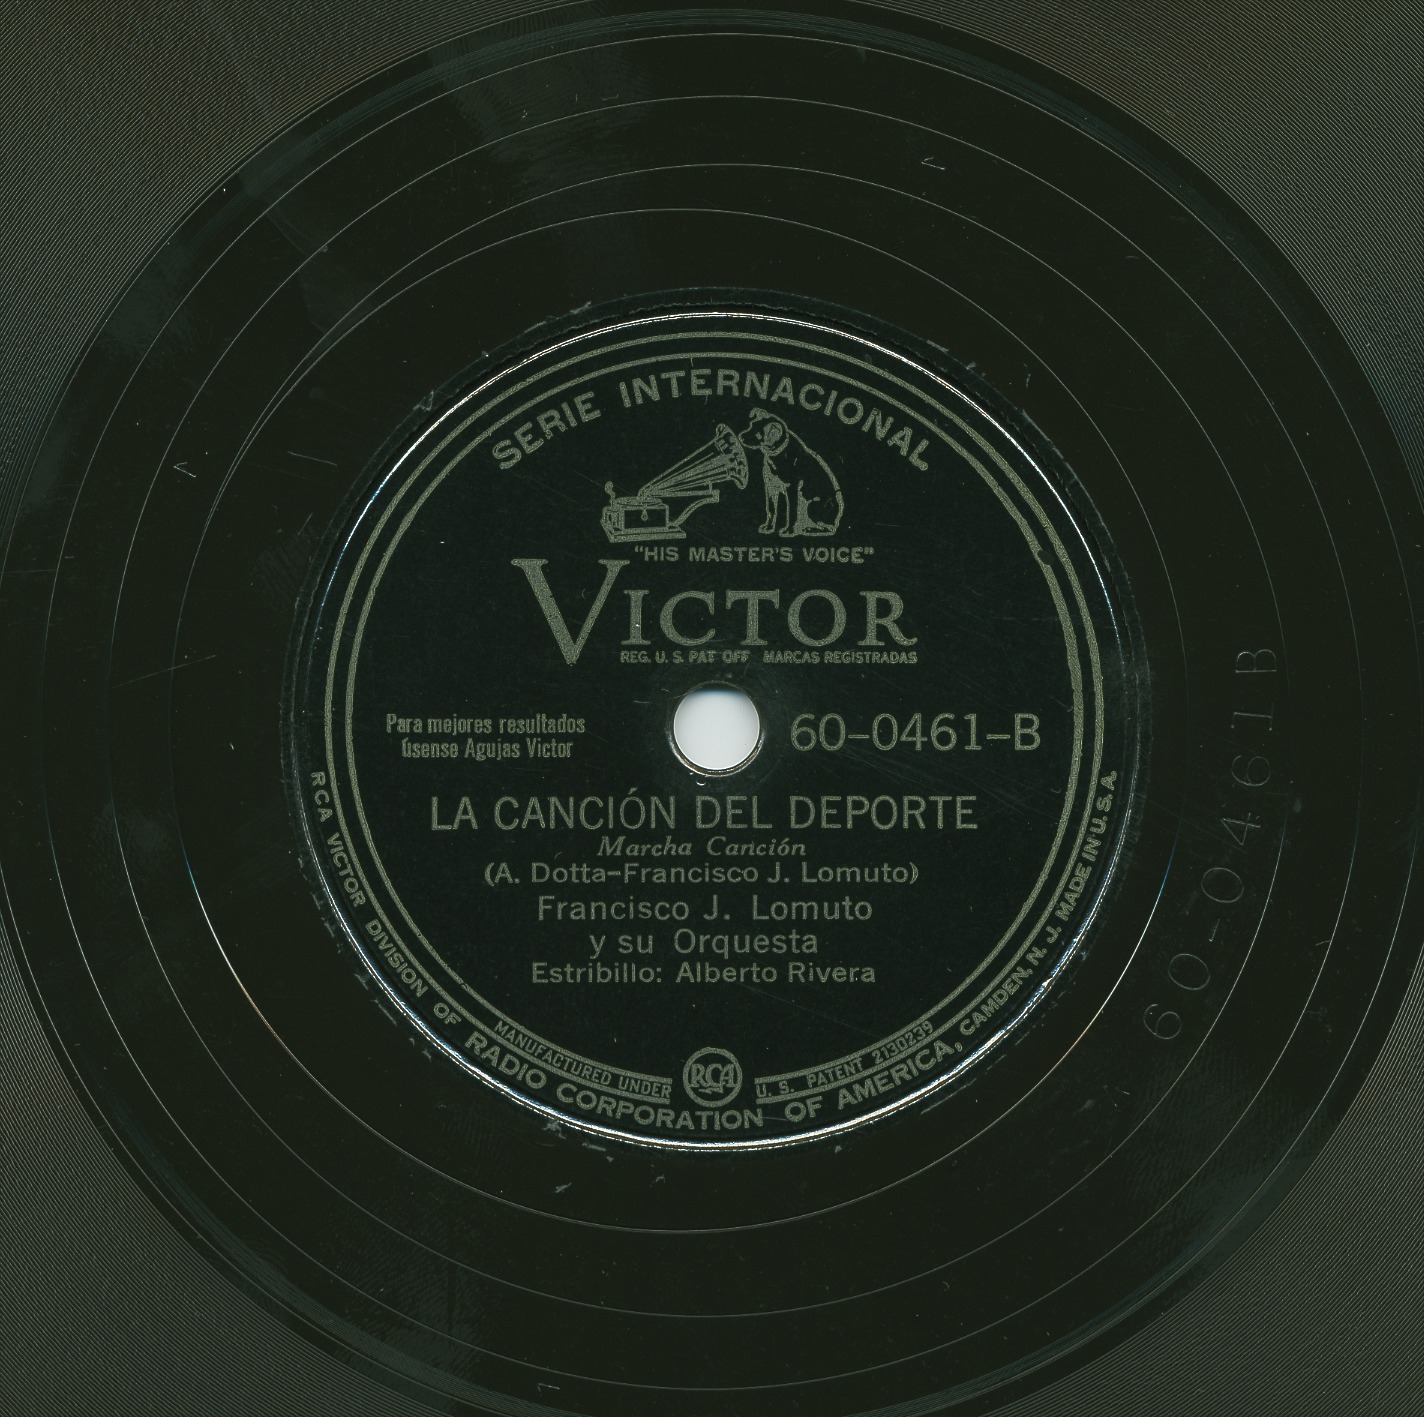 SERIE INTERNACIONAL
"HIS MASTER'S VOICE"
VICTOR
REG. U. S. PAT OFF MARCAS REGISTRADAS
Para mejores resultados
úsense Agujas Victor
60-0461-B
LA CANCIÓN DEL DEPORTE
Marcha Canción
(A. Dotta-Francisco J. Lomuto)
Francisco J. Lomuto
y su Orquesta
Estribillo: Alberto Rivera
MANUFACTURED UNDER
RCA
U. S. PATENT 2130239
RCA VICTOR DIVISION OF RADIO CORPORATION OF AMERICA, CAMDEN, N. J. MADE IN U. S. A.
60-0461 B